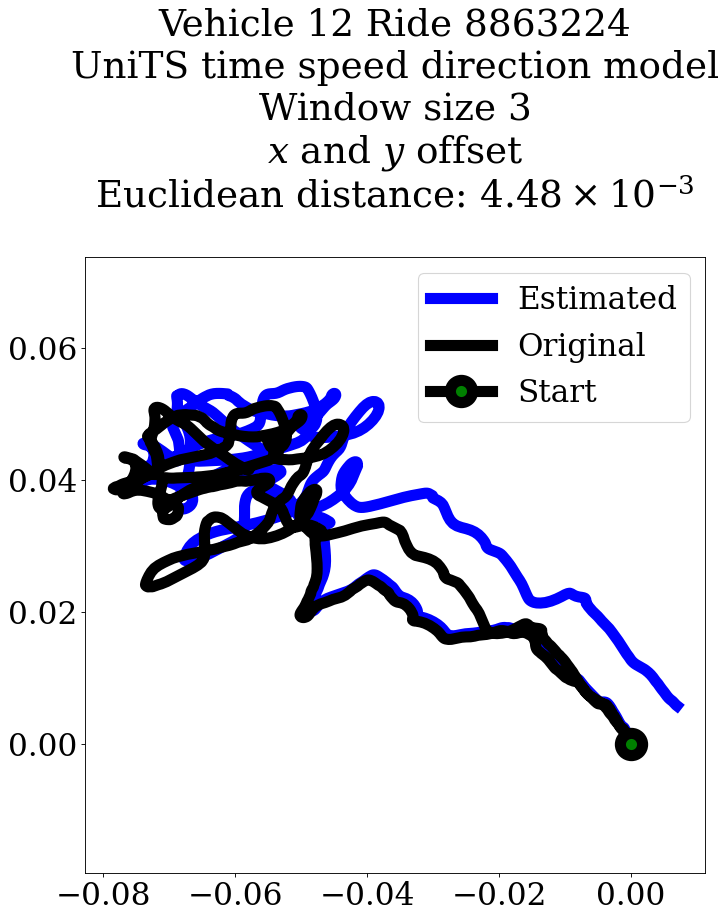 Vehicle 12 Ride 8863224
UniTS time speed direction model
Window size 3
x and y offset
Euclidean distance: 4.48 × 10⁻³
Estimated
Original
Start
0.06
0.04
0.02
0.00
−0.08 −0.06 −0.04 −0.02 0.00